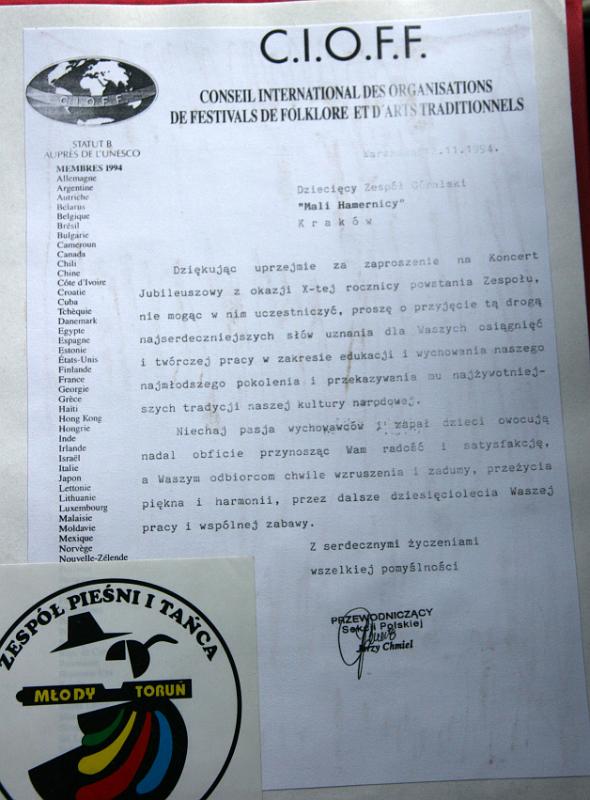 C.I.O.F.F.
CONSEIL INTERNATIONAL DES ORGANISATIONS
DE FESTIVALS DE FOLKLORE ET D'ARTS TRADITIONNELS
C.I.O.F.F.
STATUT B
AUPRÈS DE L'UNESCO
MEMBRES 1994
Allemagne
Argentine
Autriche
Belarus
Belgique
Brésil
Bulgarie
Cameroun
Canada
Chili
Chine
Côte d'Ivoire
Croatie
Cuba
Tchèquie
Danemark
Egypte
Espagne
Estonie
États-Unis
Finlande
France
Georgie
Grèce
Haïti
Hong Kong
Hongrie
Inde
Irlande
Israël
Italie
Japon
Lettonie
Lithuanie
Luxembourg
Malaisie
Moldavie
Mexique
Norvège
Nouvelle-Zélende
.11.1994.
Dziecięcy Zespół Góralski
"Mali Hamernicy"
K r a k ó w
Dziękując uprzejmie za zaproszenie na Koncert
Jubileuszowy z okazji X-tej rocznicy powstania Zespołu,
nie mogąc w nim uczestniczyć, proszę o przyjęcie tą drogą
najserdeczniejszych słów uznania dla Waszych osiągnięć
i twórczej pracy w zakresie edukacji i wychowania naszego
najmłodszego pokolenia i przekazywania mu najżywotniej-
szych tradycji naszej kultury narodowej.
Niechaj pasja wychowawców i zapał dzieci owocują
nadal obficie przynosząc Wam radość i satysfakcję,
a Waszym odbiorcom chwile wzruszenia i zadumy, przeżycia
piękna i harmonii, przez dalsze dziesięciolecia Waszej
pracy i wspólnej zabawy.
Z serdecznymi życzeniami
wszelkiej pomyślności
PRZEWODNICZĄCY
Sekcji Polskiej
Jerzy Chmiel
ZESPÓŁ PIEŚNI I TAŃCA
MŁODY TORUŃ